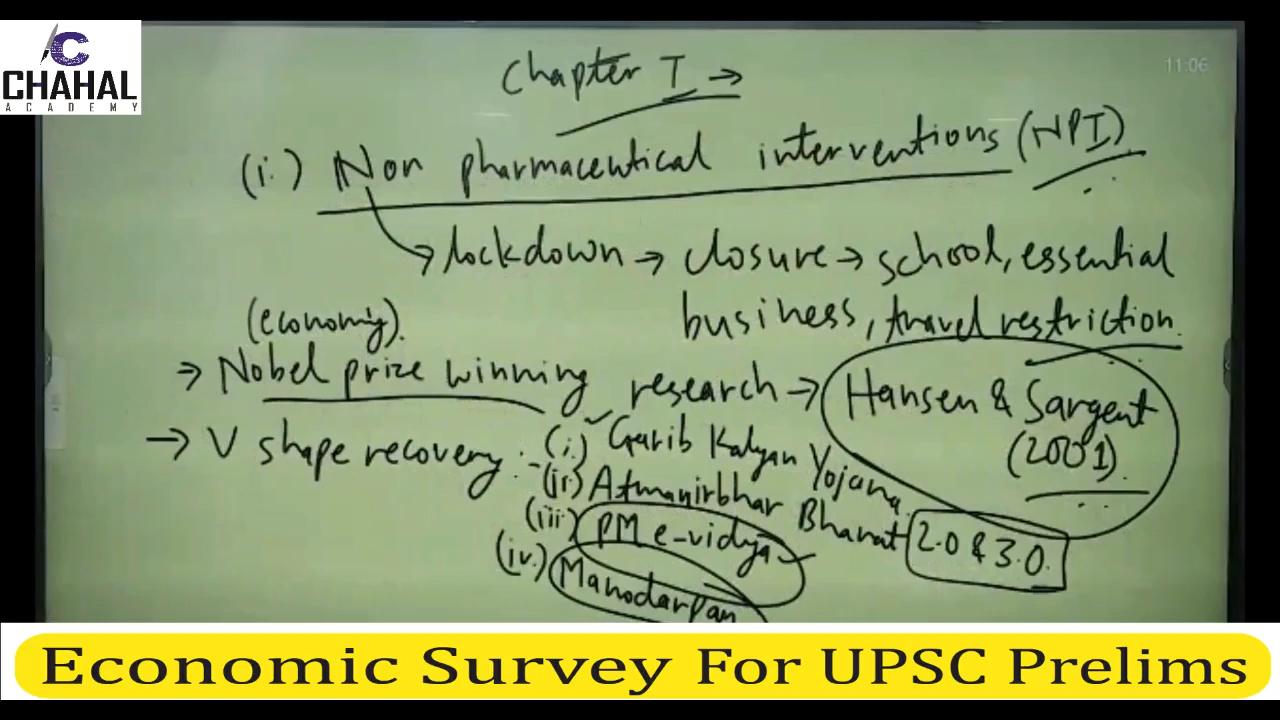 CHAHAL
ACADEMY
11:06
Chapter I →
(i.) Non pharmaceutical interventions (NPI)
→ lockdown → closure → school, essential
business, travel restriction.
(economy).
→ Nobel prize winning research → Hansen & Sargent
(2001).
→ V shape recovery :- (i.) Garib Kalyan Yojana
(ii) Atmanirbhar Bharat 2.0 & 3.0.
(iii) PM e-vidya
(iv.) Manodarpan
Economic Survey For UPSC Prelims